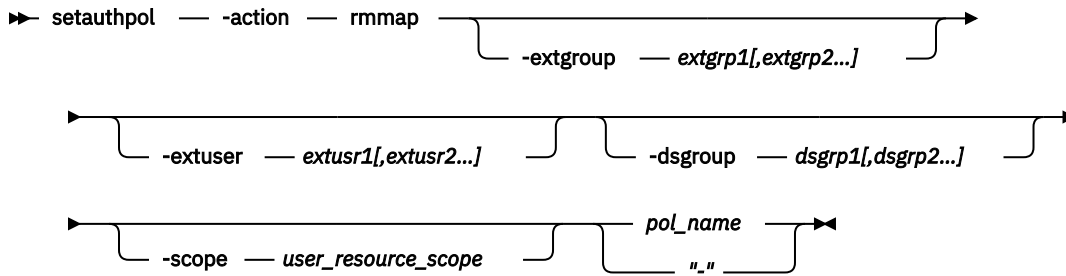 setauthpol -action rmmap
-extgroup extgrp1[,extgrp2...]
-extuser extusr1[,extusr2...] -dsgroup dsgrp1[,dsgrp2...]
pol_name
-scope user_resource_scope "-"